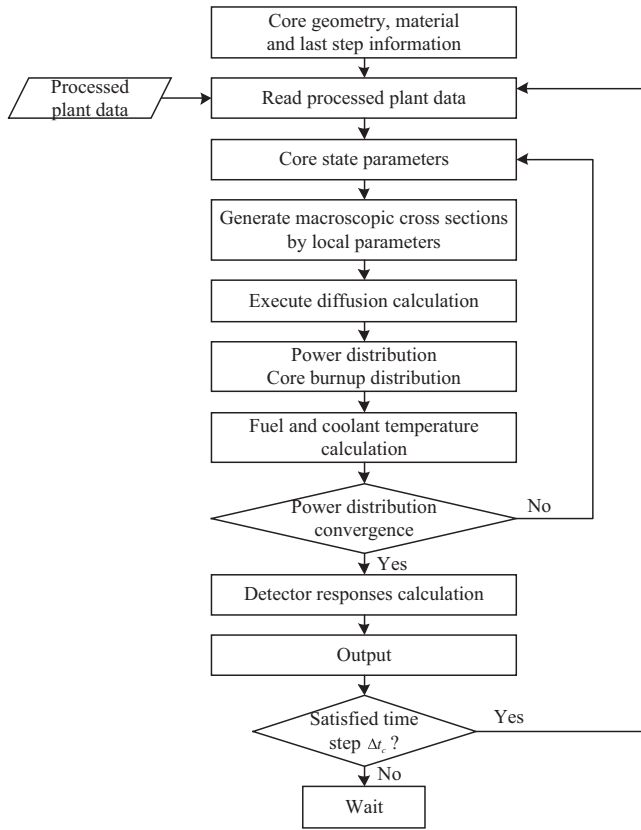 Core geometry, material
and last step information
Processed
plant data
Read processed plant data
Core state parameters
Generate macroscopic cross sections
by local parameters
Execute diffusion calculation
Power distribution
Core burnup distribution
Fuel and coolant temperature
calculation
Power distribution
convergence
No
Yes
Detector responses calculation
Output
Satisfied time
step Δt_c ?
Yes
No
Wait